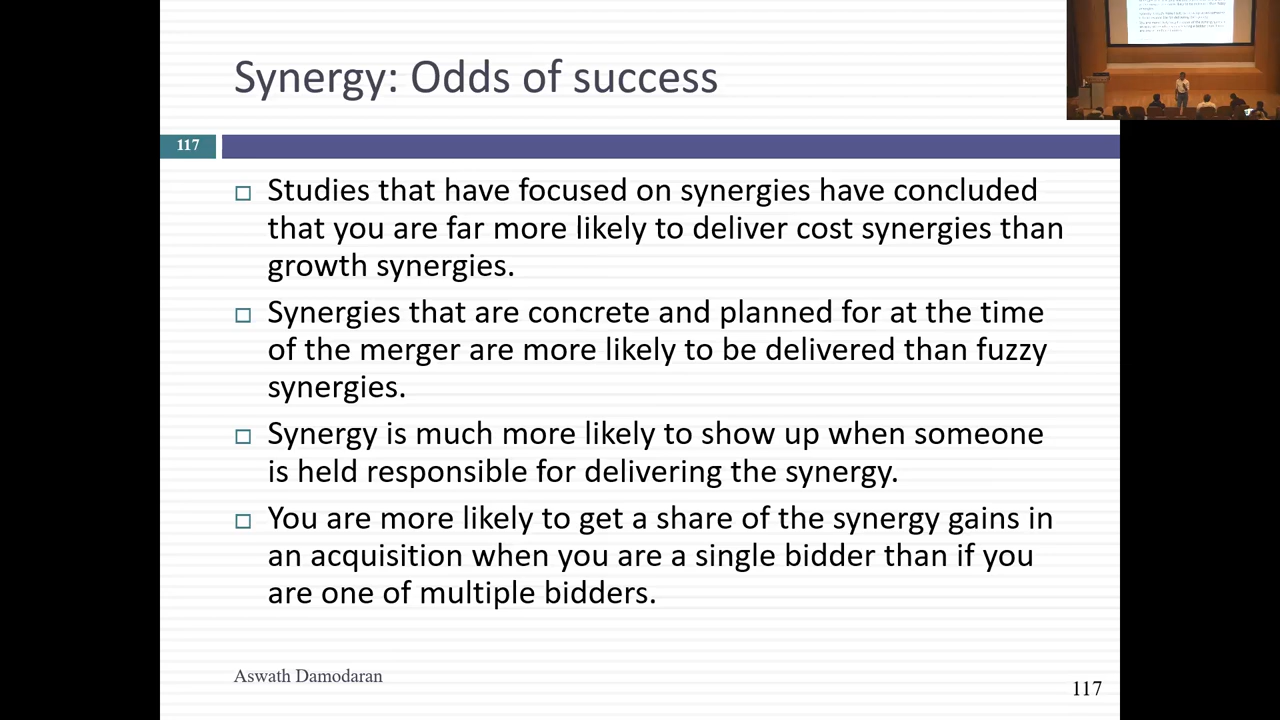 Synergy: Odds of success
117
Studies that have focused on synergies have concluded
that you are far more likely to deliver cost synergies than
growth synergies.
Synergies that are concrete and planned for at the time
of the merger are more likely to be delivered than fuzzy
synergies.
Synergy is much more likely to show up when someone
is held responsible for delivering the synergy.
You are more likely to get a share of the synergy gains in
an acquisition when you are a single bidder than if you
are one of multiple bidders.
Aswath Damodaran
117